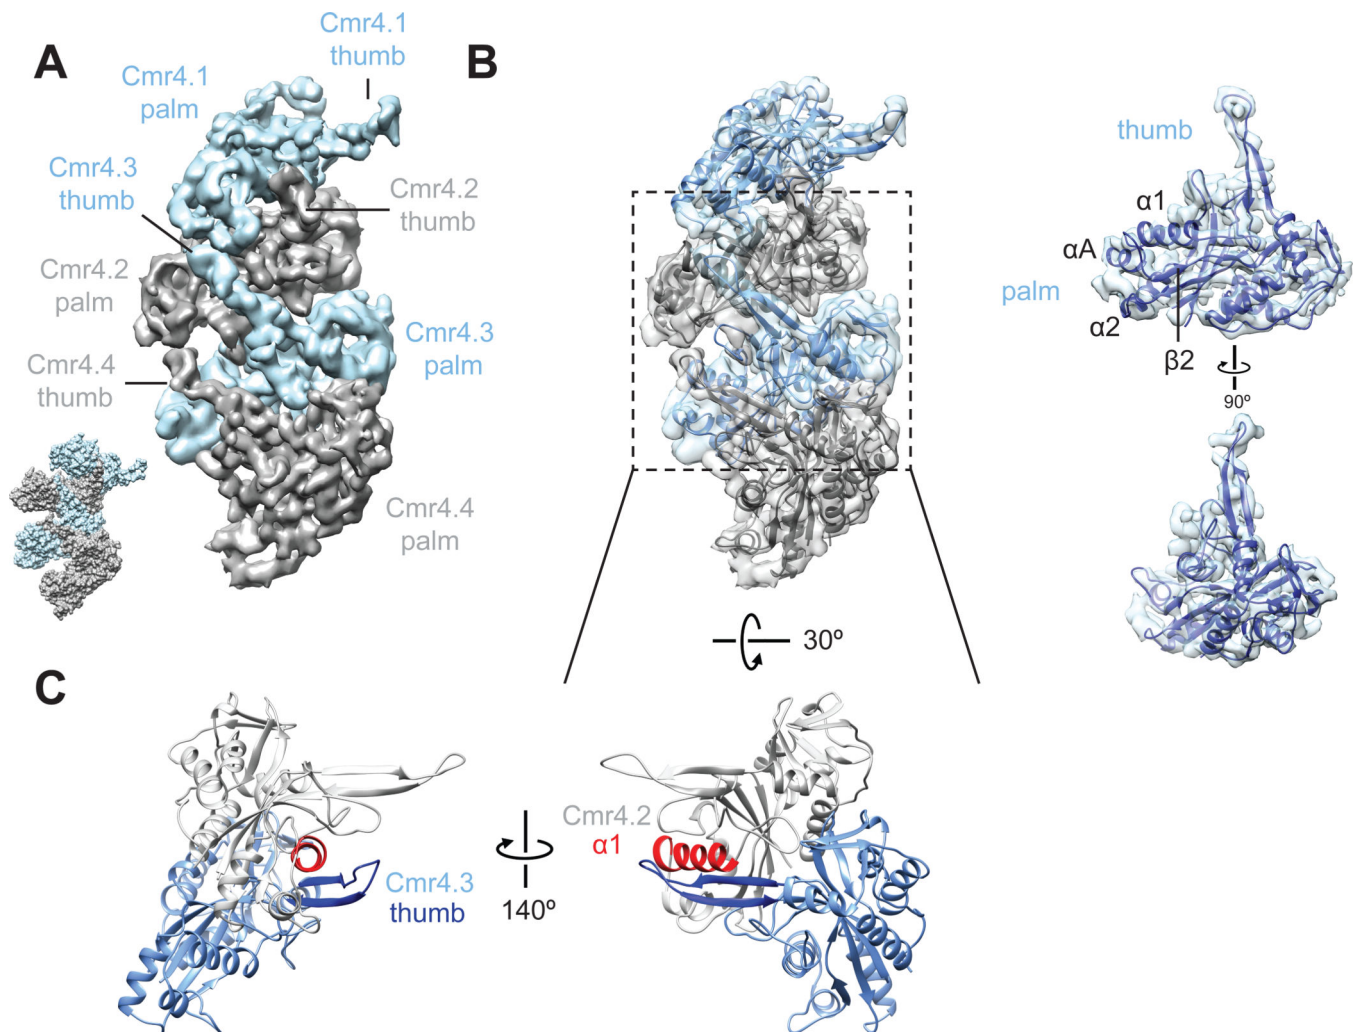 A
Cmr4.1
thumb
Cmr4.1
palm
Cmr4.3
thumb
Cmr4.2
thumb
Cmr4.2
palm
Cmr4.3
palm
Cmr4.4
thumb
Cmr4.4
palm
B
30º
thumb
α1
αA
palm
α2
β2
90º
C
Cmr4.3
thumb
140º
Cmr4.2
α1